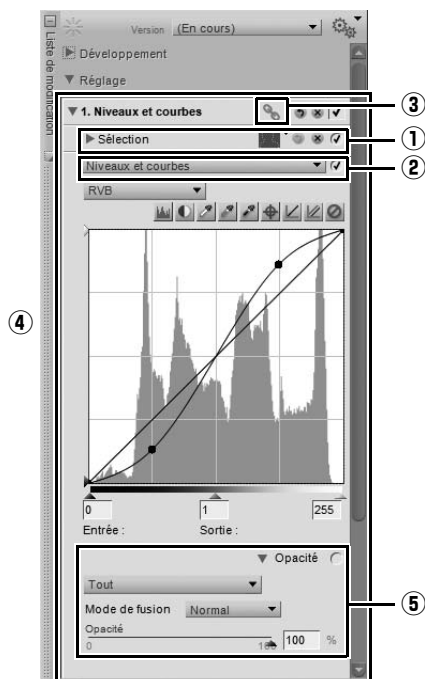 Version (En cours)
Liste de modification
Développement
Réglage
1. Niveaux et courbes
③
Sélection
①
Niveaux et courbes
②
RVB
④
0 1 255
Entrée : Sortie :
Opacité
Tout
⑤
Mode de fusion Normal
Opacité
0 100 100 %